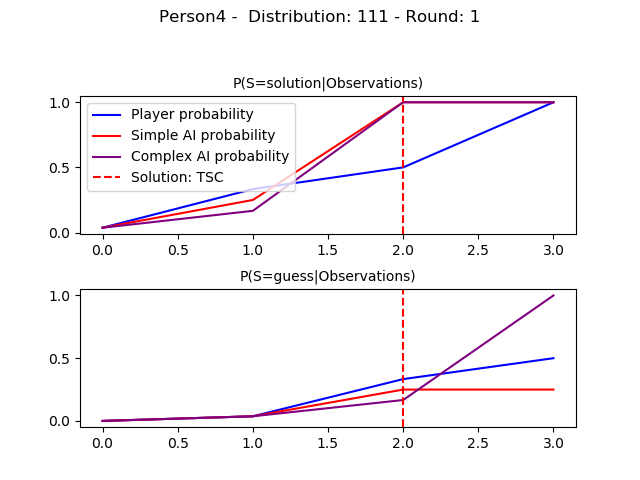 Person4 -  Distribution: 111 - Round: 1
P(S=solution|Observations)
1.0
0.5
0.0
Player probability
Simple AI probability
Complex AI probability
Solution: TSC
0.0 0.5 1.0 1.5 2.0 2.5 3.0
P(S=guess|Observations)
1.0
0.5
0.0
0.0 0.5 1.0 1.5 2.0 2.5 3.0